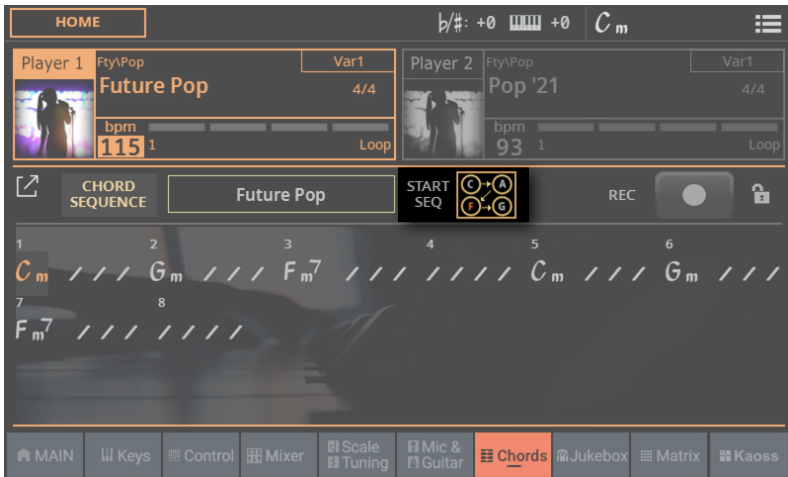 HOME
♭/♯: +0 +0 Cm
Player 1 Fty\Pop Var1
Future Pop 4/4
bpm
115 1 Loop
Player 2 Fty\Pop Var1
Pop '21 4/4
bpm
93 1 Loop
CHORD
SEQUENCE
Future Pop
START
SEQ
C A
F G
REC
1 2 3 4 5 6
Cm / / / Gm / / / Fm7 / / / / / / / Cm / / / Gm / / /
7 8
Fm7 / / / / / / /
MAIN
Keys
Control
Mixer
Scale
Tuning
Mic &
Guitar
Chords
Jukebox
Matrix
Kaoss